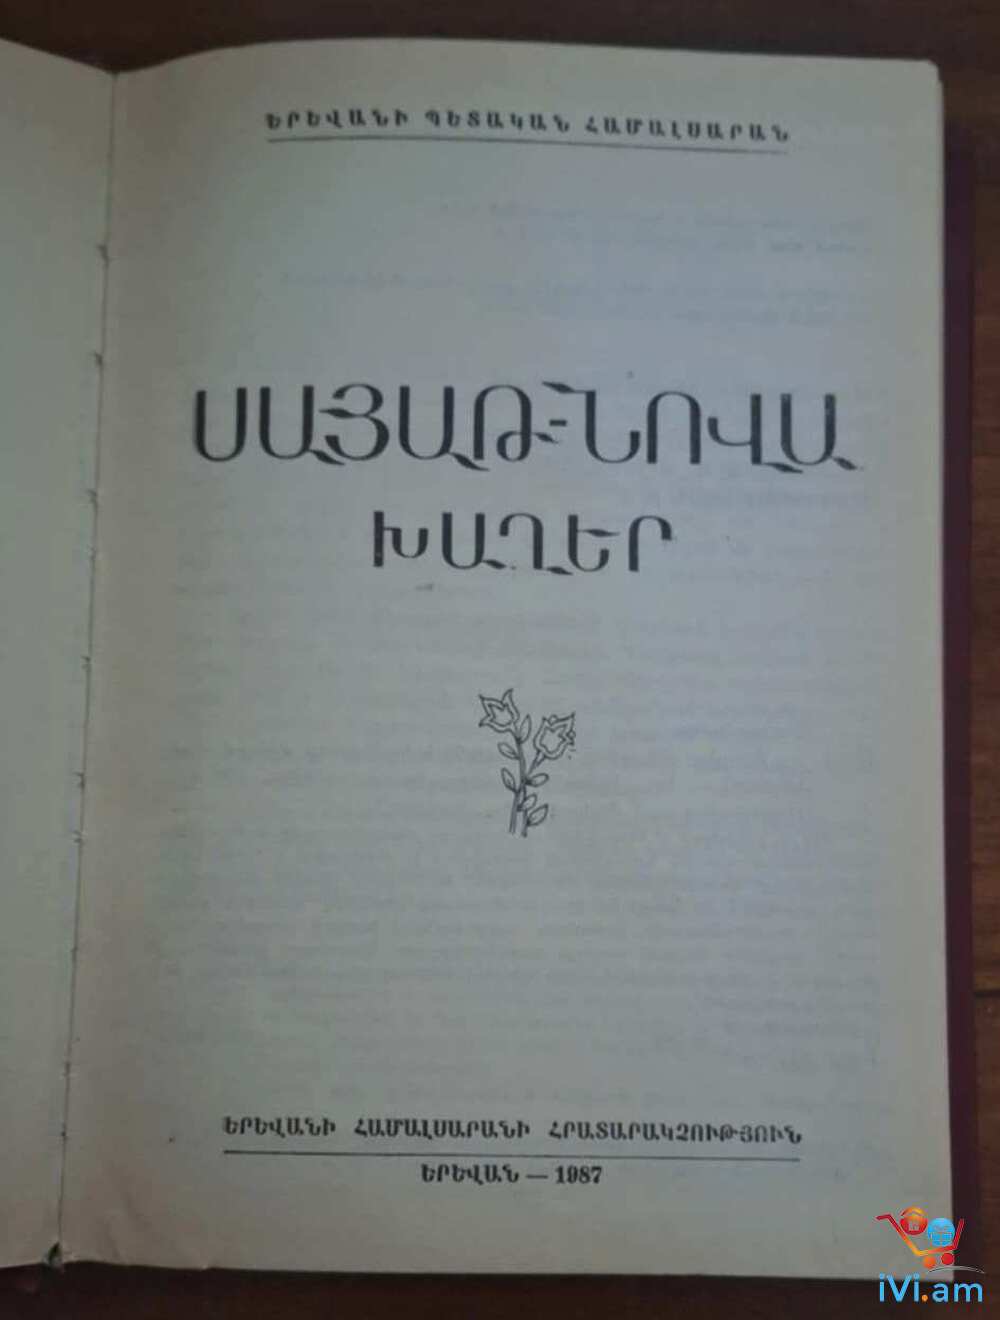 ԵՐԵՎԱՆԻ ՊԵՏԱԿԱՆ ՀԱՄԱԼՍԱՐԱՆ
ՍԱՅԱԹ-ՆՈՎԱ
ԽԱՂԵՐ
ԵՐԵՎԱՆԻ ՀԱՄԱԼՍԱՐԱՆԻ ՀՐԱՏԱՐԱԿՉՈՒԹՅՈՒՆ
ԵՐԵՎԱՆ — 1987
iVi.am